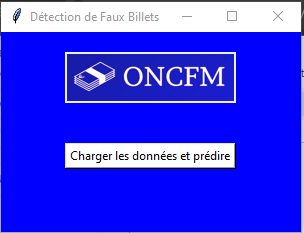 Détection de Faux Billets
ONCFM
Charger les données et prédire